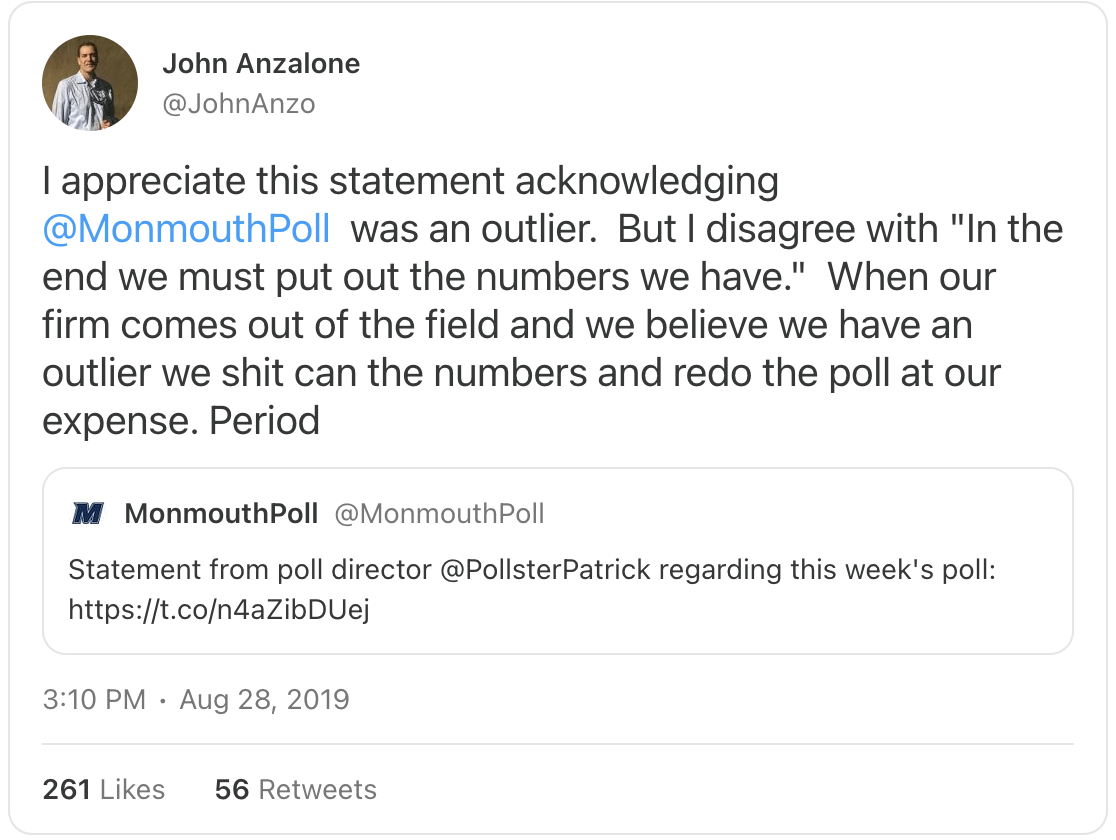 John Anzalone
@JohnAnzo
I appreciate this statement acknowledging
@MonmouthPoll  was an outlier.  But I disagree with "In the
end we must put out the numbers we have."  When our
firm comes out of the field and we believe we have an
outlier we shit can the numbers and redo the poll at our
expense. Period
M MonmouthPoll @MonmouthPoll
Statement from poll director @PollsterPatrick regarding this week's poll:
https://t.co/n4aZibDUej
3:10 PM · Aug 28, 2019
261 Likes 56 Retweets